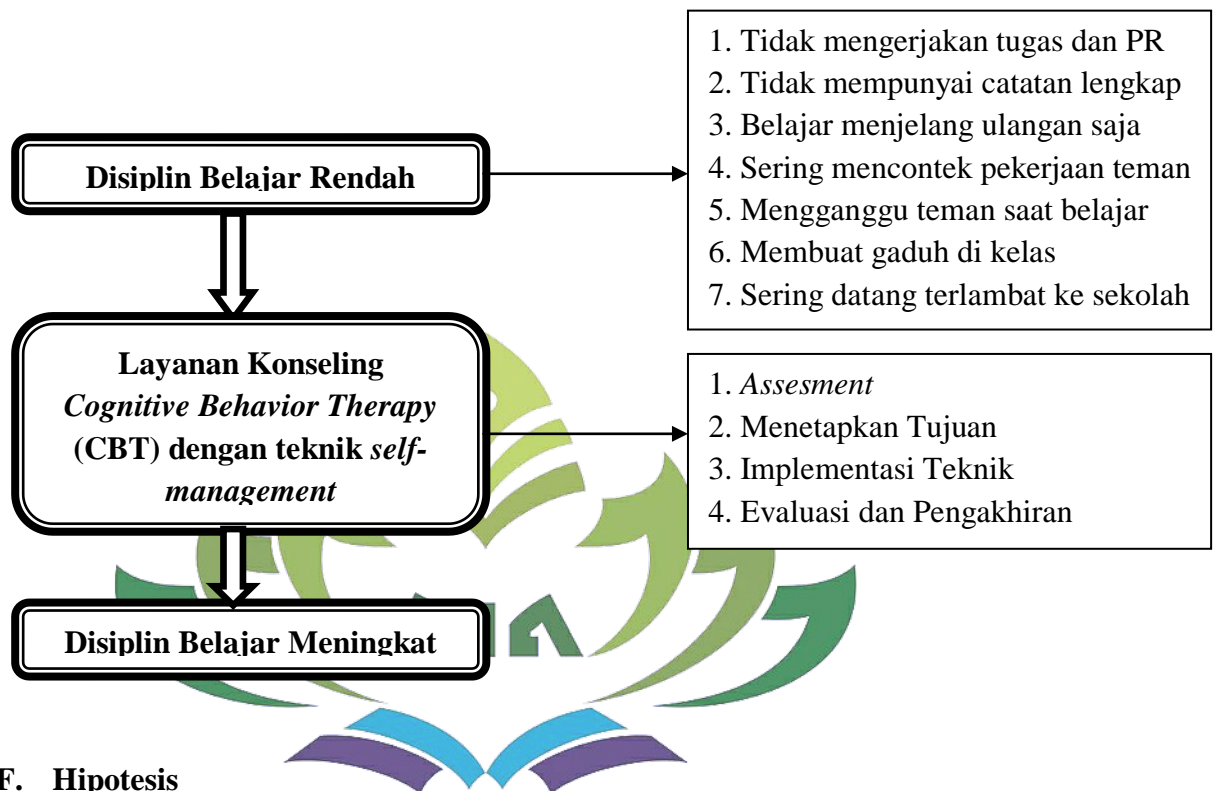 Disiplin Belajar Rendah
1. Tidak mengerjakan tugas dan PR
2. Tidak mempunyai catatan lengkap
3. Belajar menjelang ulangan saja
4. Sering mencontek pekerjaan teman
5. Mengganggu teman saat belajar
6. Membuat gaduh di kelas
7. Sering datang terlambat ke sekolah
Layanan Konseling
Cognitive Behavior Therapy
(CBT) dengan teknik self-
management
1. Assesment
2. Menetapkan Tujuan
3. Implementasi Teknik
4. Evaluasi dan Pengakhiran
Disiplin Belajar Meningkat
F. Hipotesis